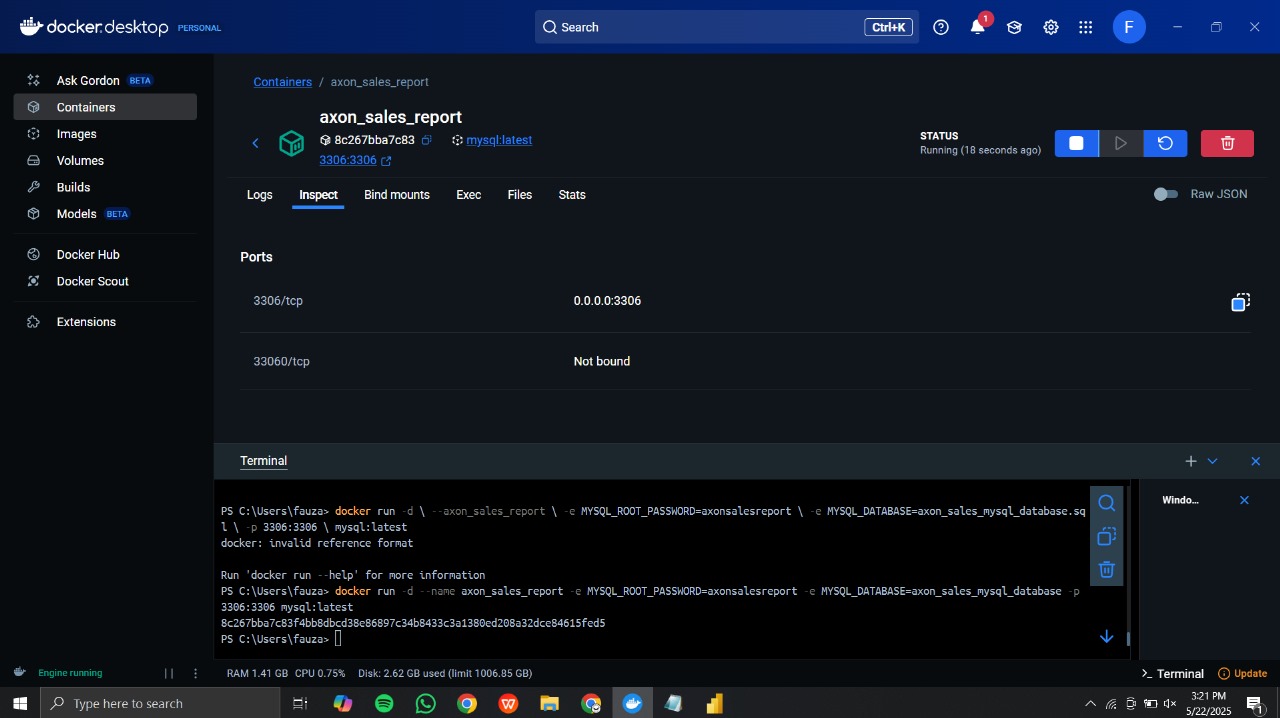 docker.desktop PERSONAL
Search
Ctrl+K
1
F
Ask Gordon BETA
Containers
Images
Volumes
Builds
Models BETA
Docker Hub
Docker Scout
Extensions
Containers / axon_sales_report
axon_sales_report
8c267bba7c83
mysql:latest
3306:3306
STATUS
Running (18 seconds ago)
Logs
Inspect
Bind mounts
Exec
Files
Stats
Raw JSON
Ports
3306/tcp
0.0.0.0:3306
33060/tcp
Not bound
Terminal
PS C:\Users\fauza> docker run -d \ --axon_sales_report \ -e MYSQL_ROOT_PASSWORD=axonsalesreport \ -e MYSQL_DATABASE=axon_sales_mysql_database.sq
l \ -p 3306:3306 \ mysql:latest
docker: invalid reference format
Run 'docker run --help' for more information
PS C:\Users\fauza> docker run -d --name axon_sales_report -e MYSQL_ROOT_PASSWORD=axonsalesreport -e MYSQL_DATABASE=axon_sales_mysql_database -p
3306:3306 mysql:latest
8c267bba7c83f4bb8dbcd38e86897c34b8433c3a1380ed208a32dce84615fed5
PS C:\Users\fauza>
Windo...
Engine running
RAM 1.41 GB CPU 0.75% Disk: 2.62 GB used (limit 1006.85 GB)
Terminal
Update
Type here to search
3:21 PM
5/22/2025
1